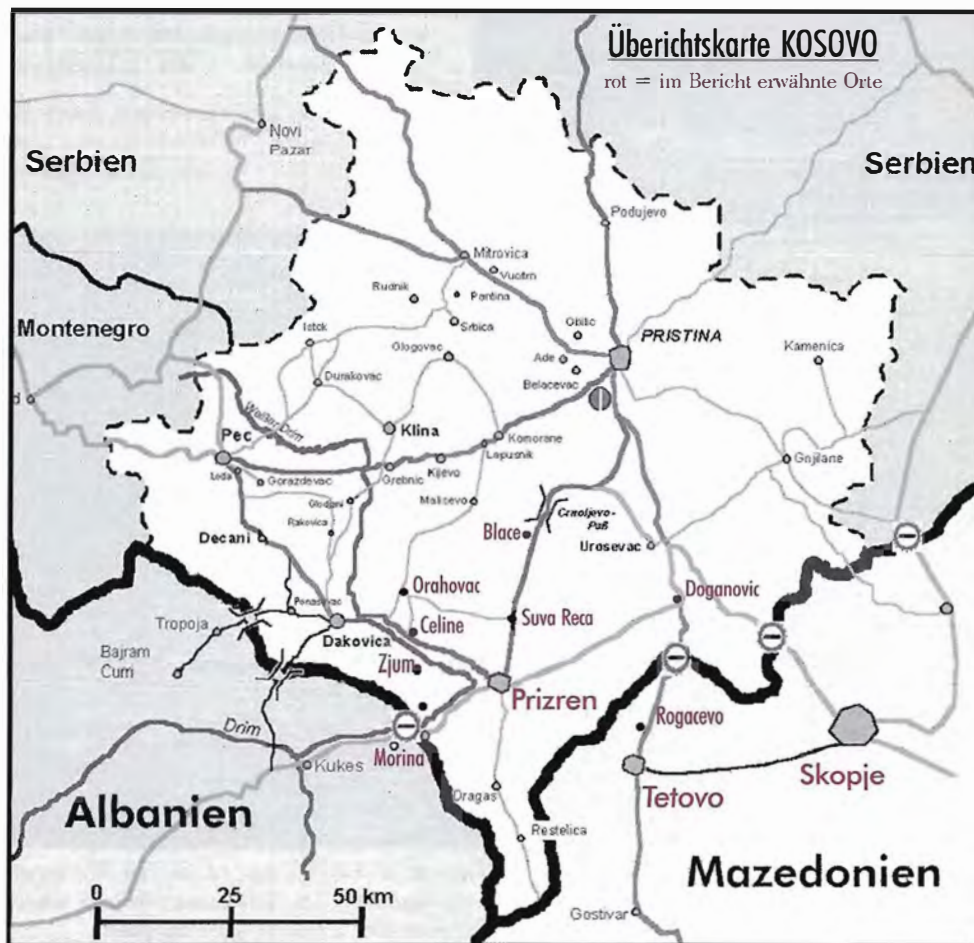 Überichtskarte KOSOVO
rot = im Bericht erwähnte Orte
Novi
Pazar
Serbien
Serbien
Podujevo
Mitrovica
Vucitrn
Rudnik
Pantina
Srbica
Istok
Montenegro
Obilic
PRISTINA
Glogovac
Ade
Kamenica
Belacevac
Durakovac
d
Weißer Drim
Klina
Pec
Komorane
Lapusnik
Gnjilane
Kijevo
Grebnic
Gorazdevac
Malisevo
Gludjani
Crnoljevo-
Paß
Rakovica
Blace
Decani
Urosevac
Orahovac
Doganovic
Suva Reca
Tropoja
Celine
Dakovica
Bajram
Curri
Zjum
Prizren
Rogacevo
Drim
Morina
Kukes
Skopje
Dragas
Tetovo
Albanien
Restelica
Mazedonien
0 25 50 km
Gostivar